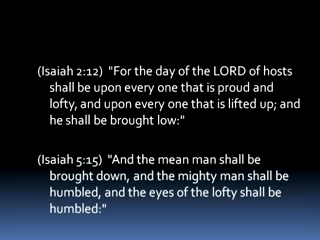 (Isaiah 2:12)  "For the day of the LORD of hosts
shall be upon every one that is proud and
lofty, and upon every one that is lifted up; and
he shall be brought low:"
(Isaiah 5:15)  "And the mean man shall be
brought down, and the mighty man shall be
humbled, and the eyes of the lofty shall be
humbled:"